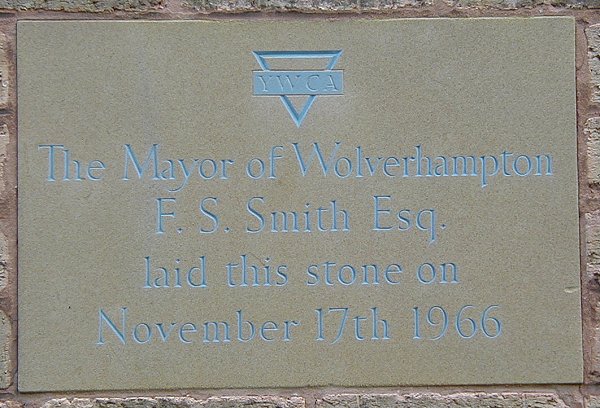 YWCA
The Mayor of Wolverhampton
F. S. Smith Esq.
laid this stone on
November 17th 1966